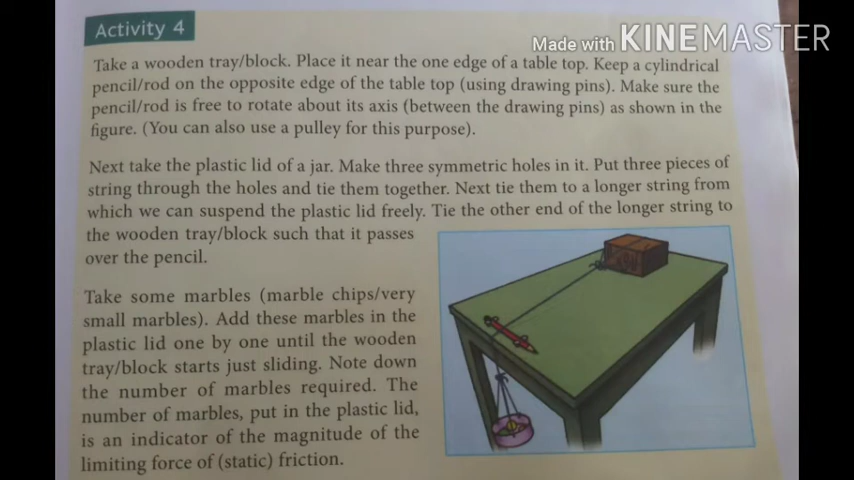 Activity 4
Made with KINEMASTER
Take a wooden tray/block. Place it near the one edge of a table top. Keep a cylindrical
pencil/rod on the opposite edge of the table top (using drawing pins). Make sure the
pencil/rod is free to rotate about its axis (between the drawing pins) as shown in the
figure. (You can also use a pulley for this purpose).
Next take the plastic lid of a jar. Make three symmetric holes in it. Put three pieces of
string through the holes and tie them together. Next tie them to a longer string from
which we can suspend the plastic lid freely. Tie the other end of the longer string to
the wooden tray/block such that it passes
over the pencil.
Take some marbles (marble chips/very
small marbles). Add these marbles in the
plastic lid one by one until the wooden
tray/block starts just sliding. Note down
the number of marbles required. The
number of marbles, put in the plastic lid,
is an indicator of the magnitude of the
limiting force of (static) friction.